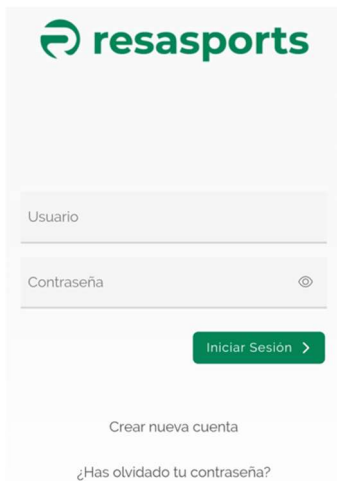 resasports
Usuario
Contraseña
Iniciar Sesión
Crear nueva cuenta
¿Has olvidado tu contraseña?